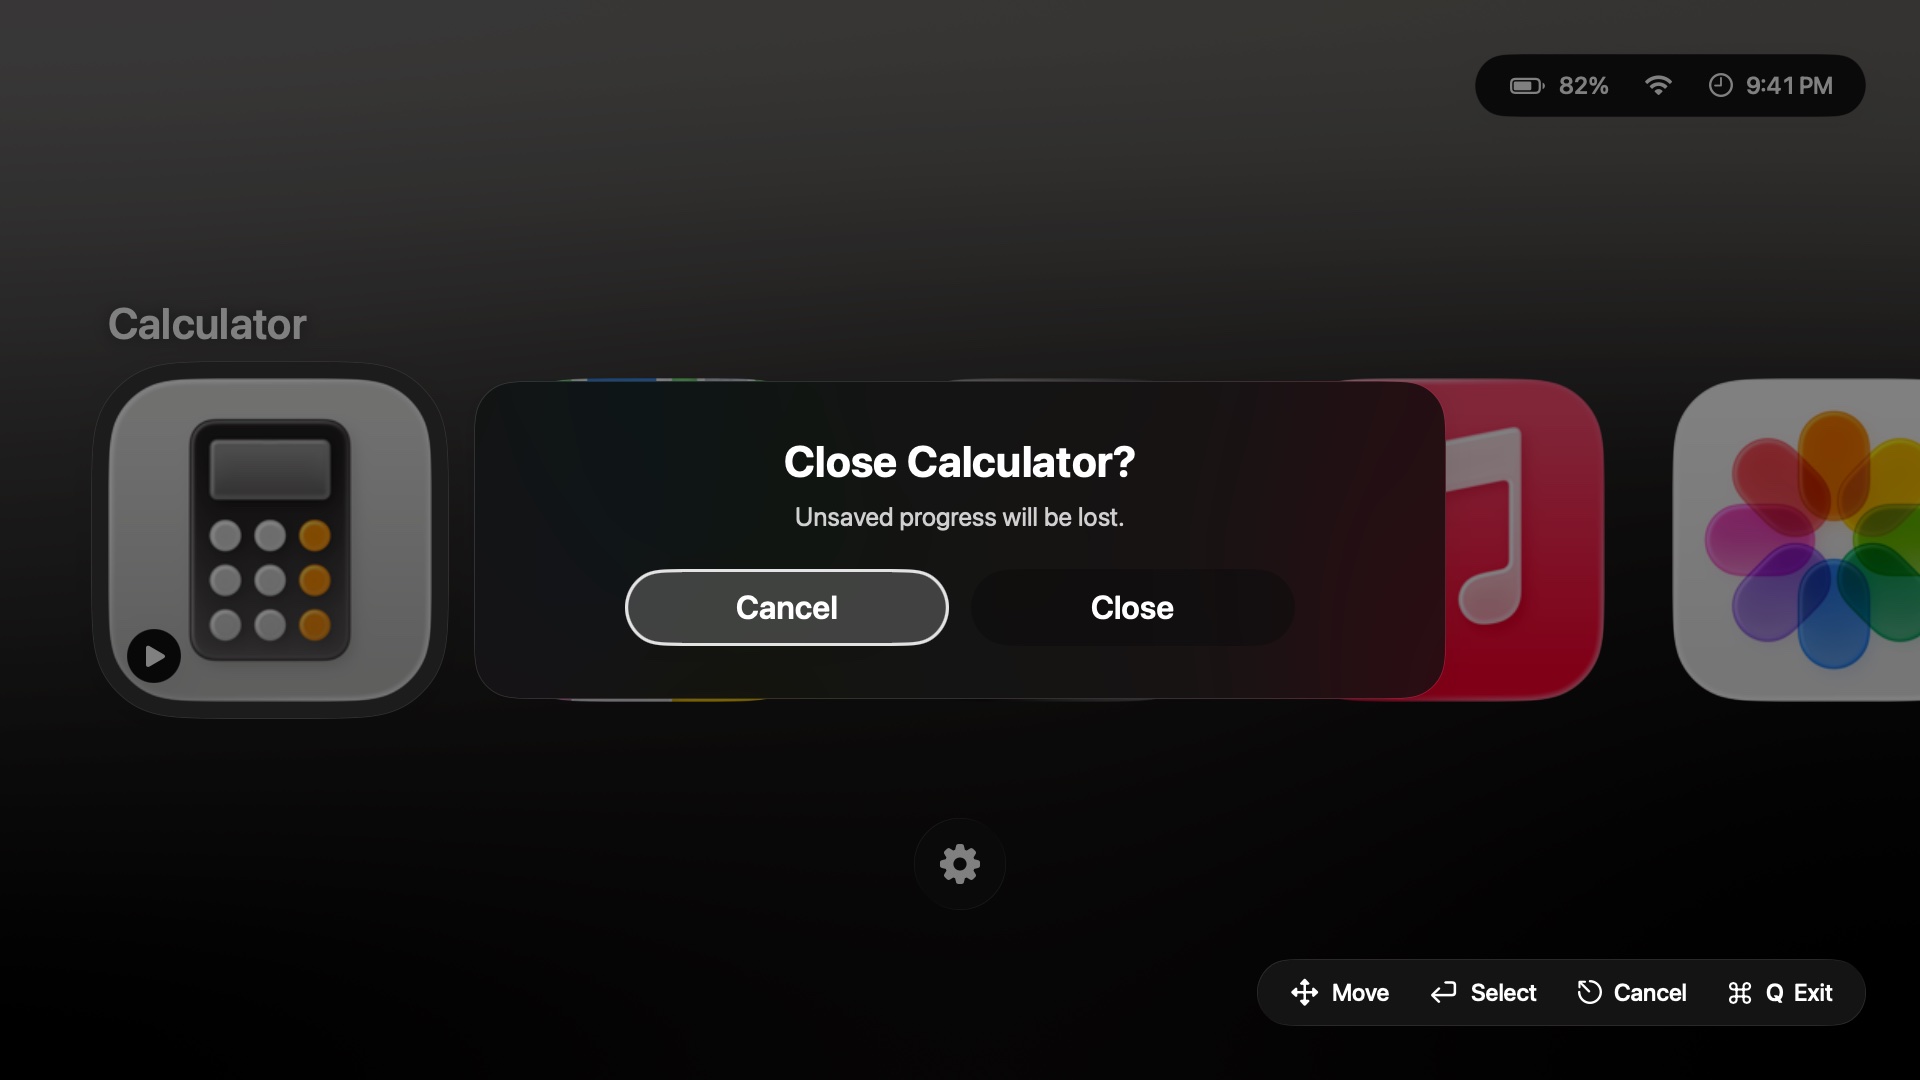 82%
9:41 PM
Calculator
Close Calculator?
Unsaved progress will be lost.
Cancel
Close
Move
Select
Cancel
⌘ Q Exit